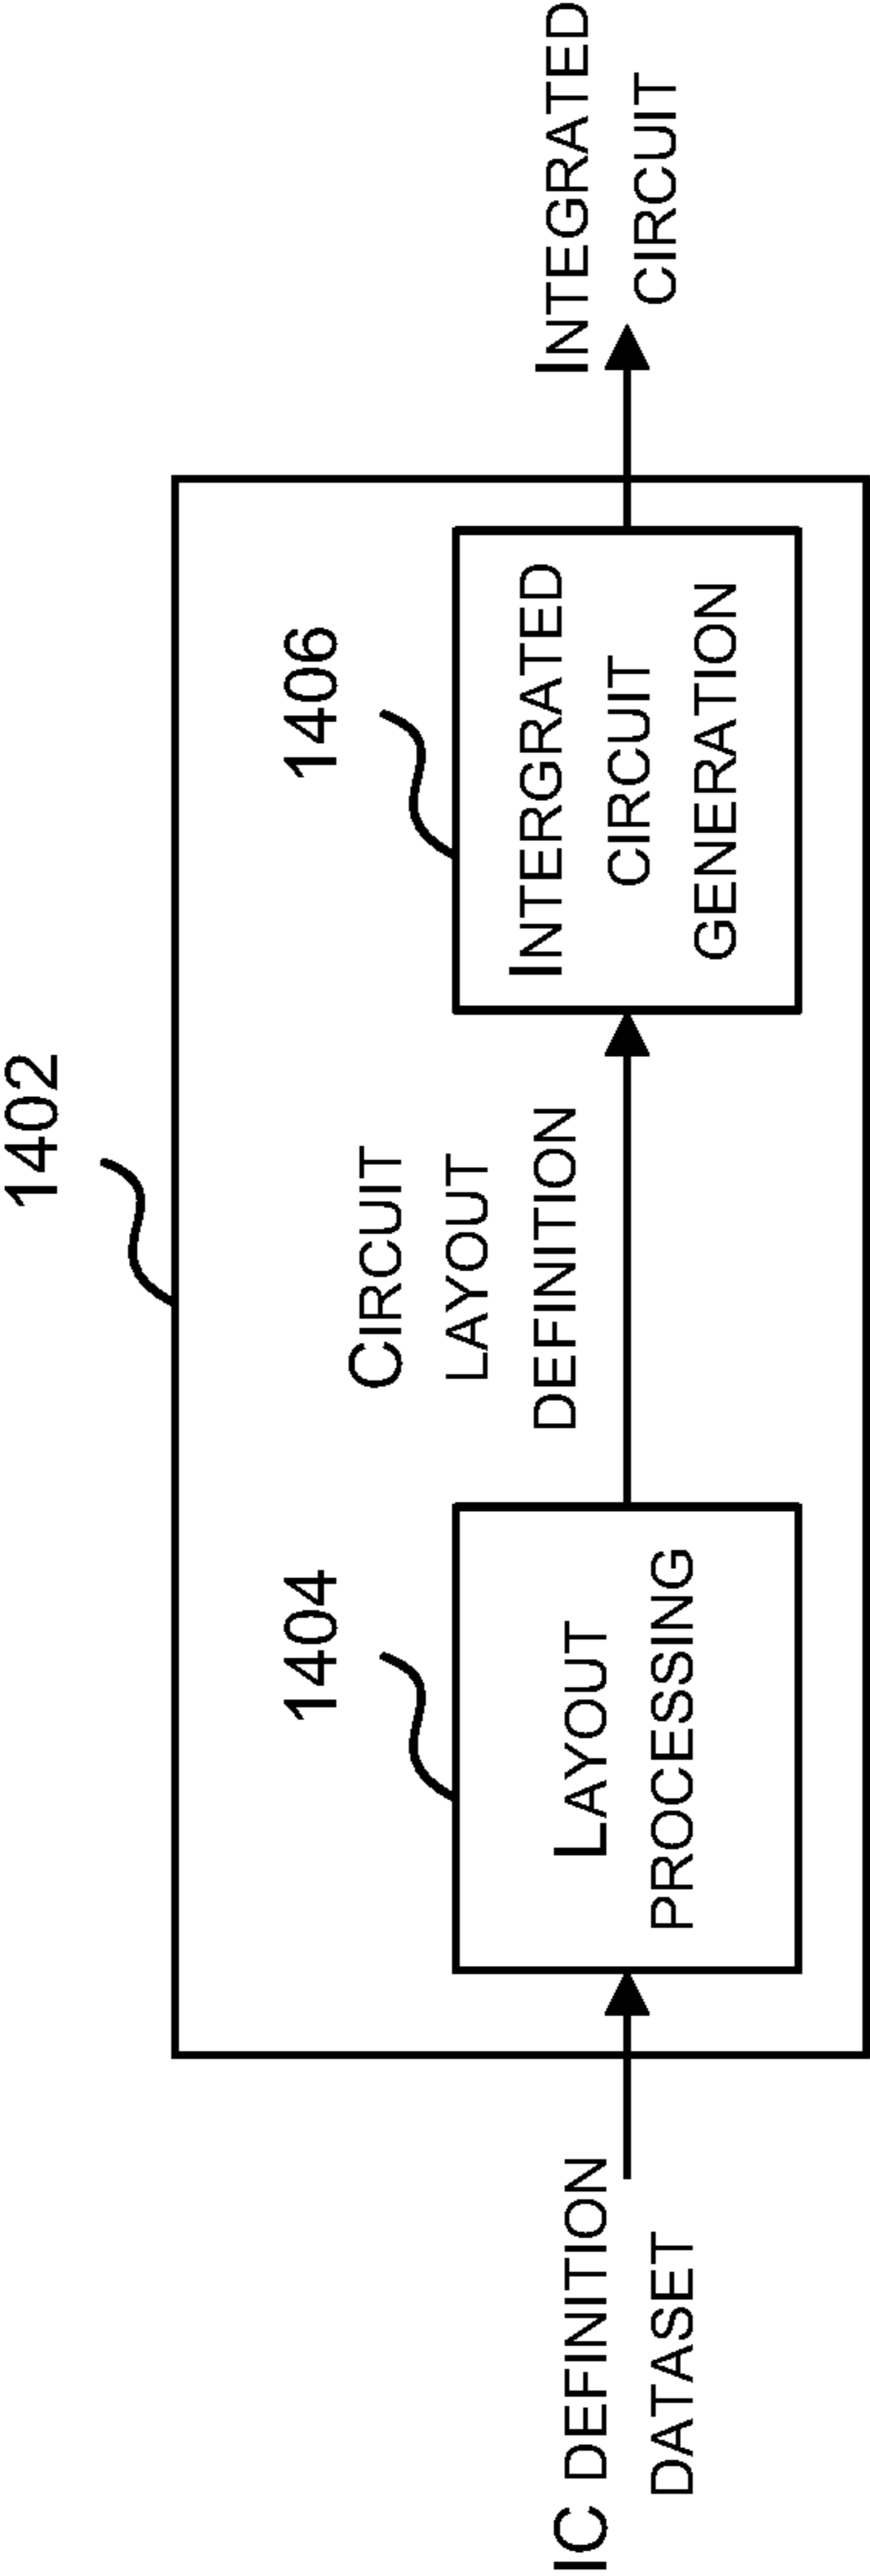 1402
1404
1406
IC DEFINITION
DATASET
LAYOUT
PROCESSING
CIRCUIT
LAYOUT
DEFINITION
INTERGRATED
CIRCUIT
GENERATION
INTEGRATED
CIRCUIT